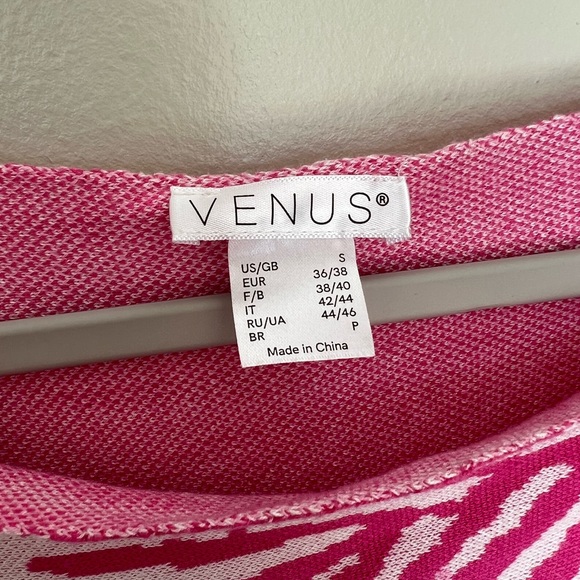 VENUS®
US/GB S
EUR 36/38
F/B 38/40
IT 42/44
RU/UA 44/46
BR P
Made in China